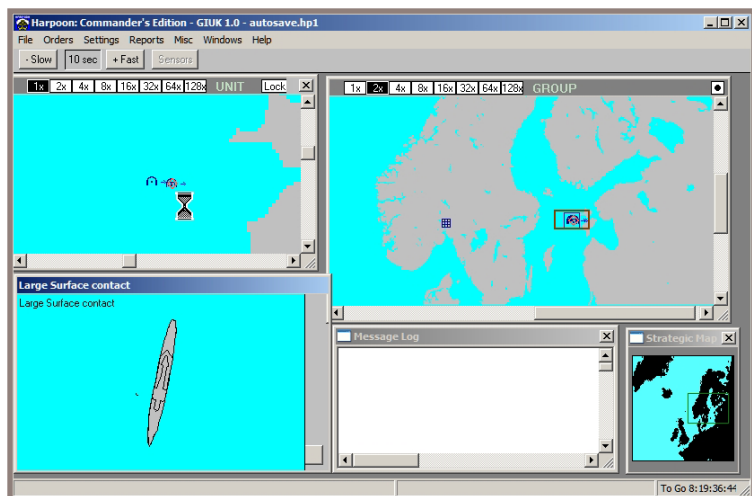 Harpoon: Commander's Edition - GIUK 1.0 - autosave.hp1
File Orders Settings Reports Misc Windows Help
- Slow 10 sec + Fast Sensors
1x 2x 4x 8x 16x 32x 64x 128x UNIT Lock
1x 2x 4x 8x 16x 32x 64x 128x GROUP
Large Surface contact
Large Surface contact
Message Log
Strategic Map
To Go 8:19:36:44